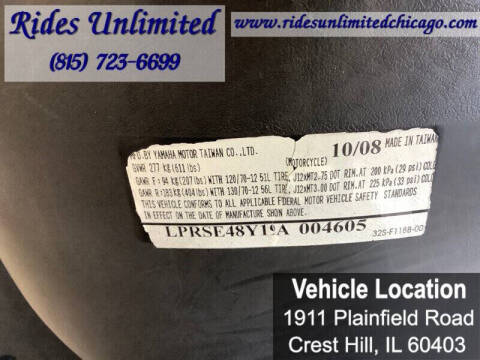 Rides Unlimited
(815) 723-6699
www.ridesunlimitedchicago.com
10/08 MADE IN TAIWAN
MFD.BY YAMAHA MOTOR TAIWAN CO.,LTD.
GVWR 277 kg(611 lbs) (MOTORCYCLE)
GAWR F= 94 kg(207 lbs)WITH 120/70-12 51L TIRE, J12xMT2.75 DOT RIM.AT 200 kPa(29 psi)COLD
GAWR R=183 kg(404 lbs)WITH 130/70-12 56L TIRE, J12xMT3.00 DOT RIM.AT 225 kPa(33 psi)COLD
THIS VEHICLE CONFORMS TO ALL APPLICABLE FEDERAL MOTOR VEHICLE SAFETY STANDARDS
IN EFFECT ON THE DATE OF MANUFACTURE SHOWN ABOVE.
LPRSE48Y19A 004605
32S-F116B-00
Vehicle Location
1911 Plainfield Road
Crest Hill, IL 60403